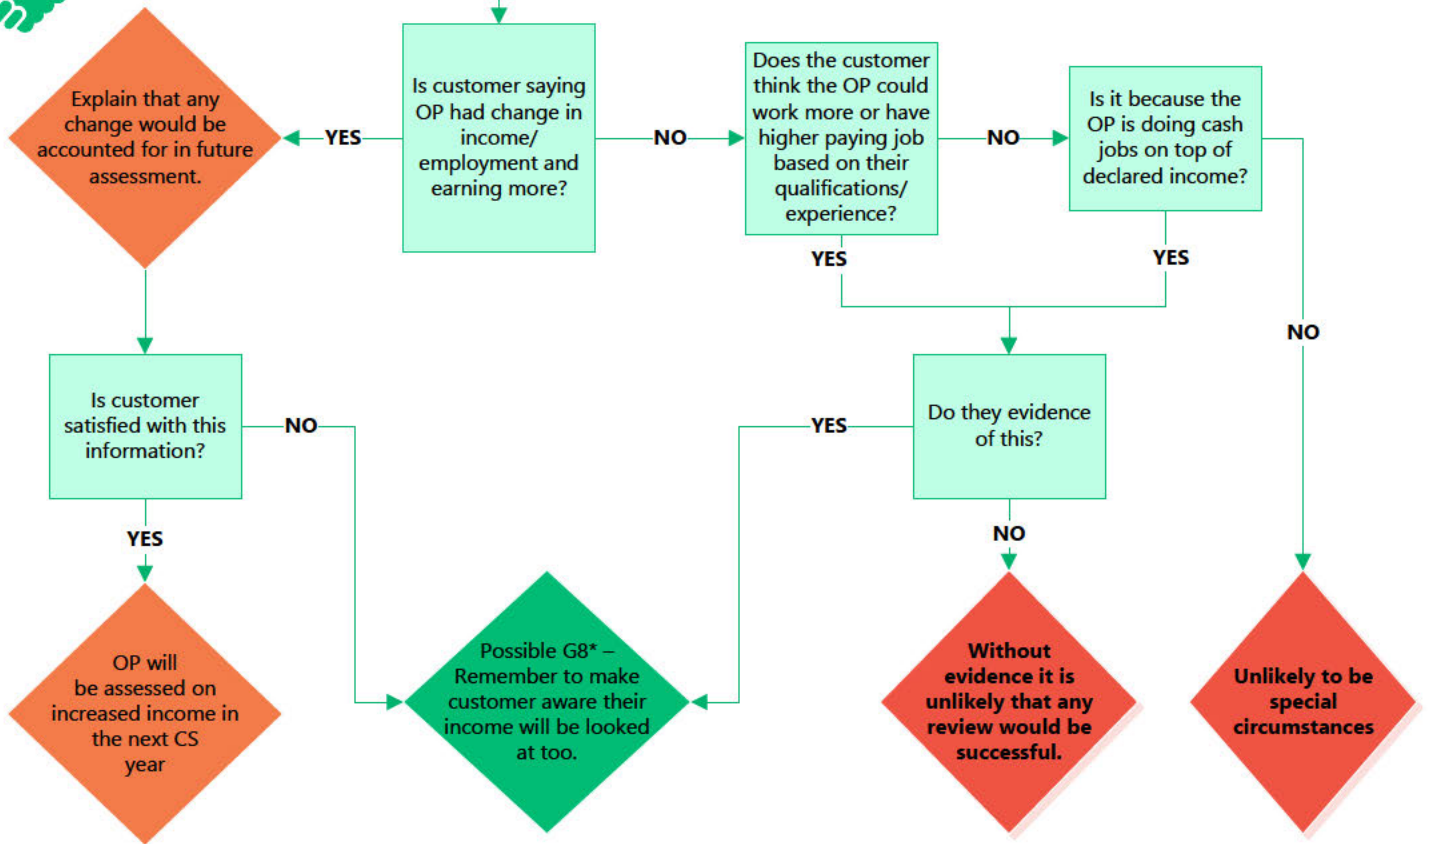 Explain that any
change would be
accounted for in future
assessment.
YES
Is customer saying
OP had change in
income/
employment and
earning more?
NO
Does the customer
think the OP could
work more or have
higher paying job
based on their
qualifications/
experience?
NO
Is it because the
OP is doing cash
jobs on top of
declared income?
YES
YES
NO
Is customer
satisfied with this
information?
NO
YES
Do they evidence
of this?
YES
NO
OP will
be assessed on
increased income in
the next CS
year
Possible G8* –
Remember to make
customer aware their
income will be looked
at too.
Without
evidence it is
unlikely that any
review would be
successful.
Unlikely to be
special
circumstances